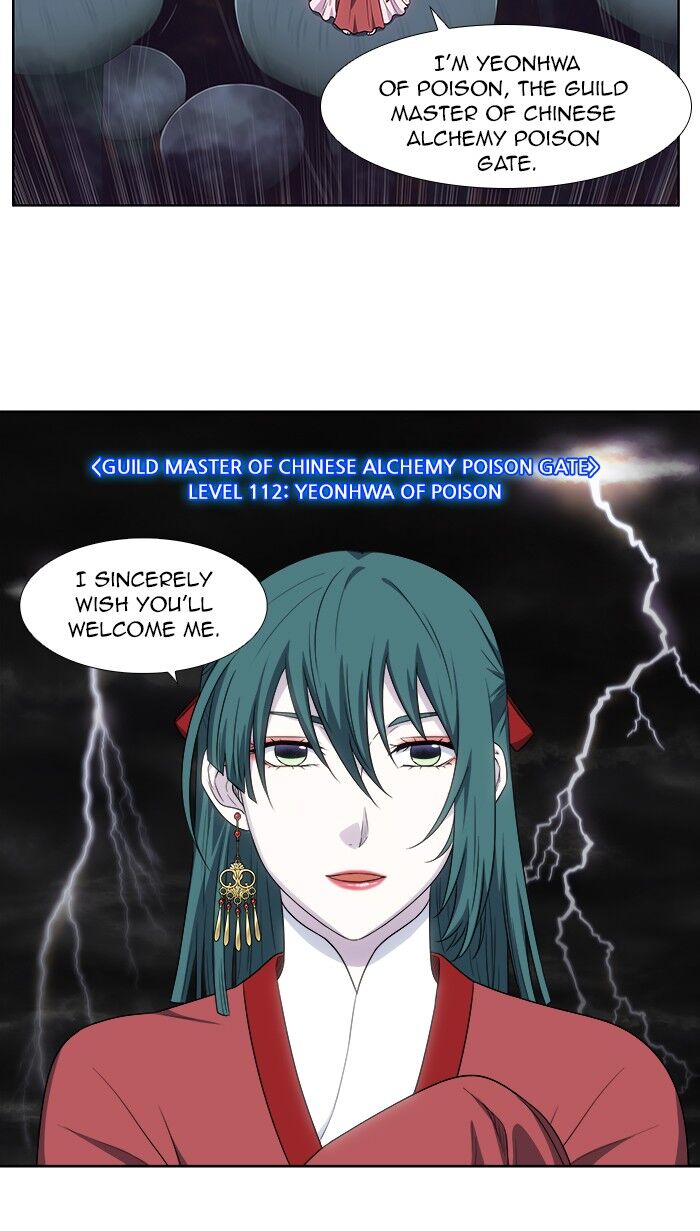 I'M YEONHWA
OF POISON, THE GUILD
MASTER OF CHINESE
ALCHEMY POISON
GATE.
<GUILD MASTER OF CHINESE ALCHEMY POISON GATE>
LEVEL 112: YEONHWA OF POISON
I SINCERELY
WISH YOU'LL
WELCOME ME.